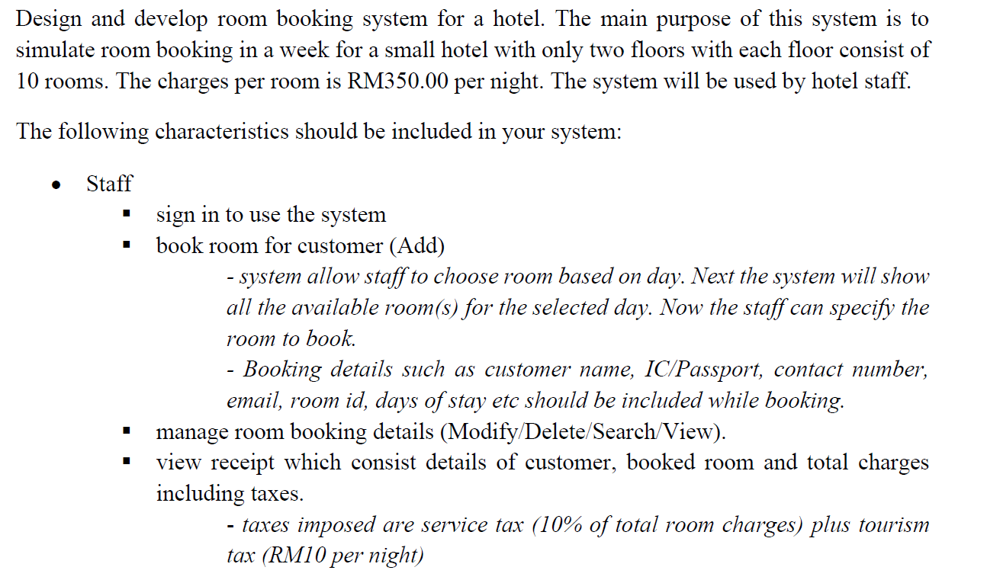 Design and develop room booking system for a hotel. The main purpose of this system is to
simulate room booking in a week for a small hotel with only two floors with each floor consist of
10 rooms. The charges per room is RM350.00 per night. The system will be used by hotel staff.
The following characteristics should be included in your system:
• Staff
▪ sign in to use the system
▪ book room for customer (Add)
- system allow staff to choose room based on day. Next the system will show
all the available room(s) for the selected day. Now the staff can specify the
room to book.
- Booking details such as customer name, IC/Passport, contact number,
email, room id, days of stay etc should be included while booking.
▪ manage room booking details (Modify/Delete/Search/View).
▪ view receipt which consist details of customer, booked room and total charges
including taxes.
- taxes imposed are service tax (10% of total room charges) plus tourism
tax (RM10 per night)